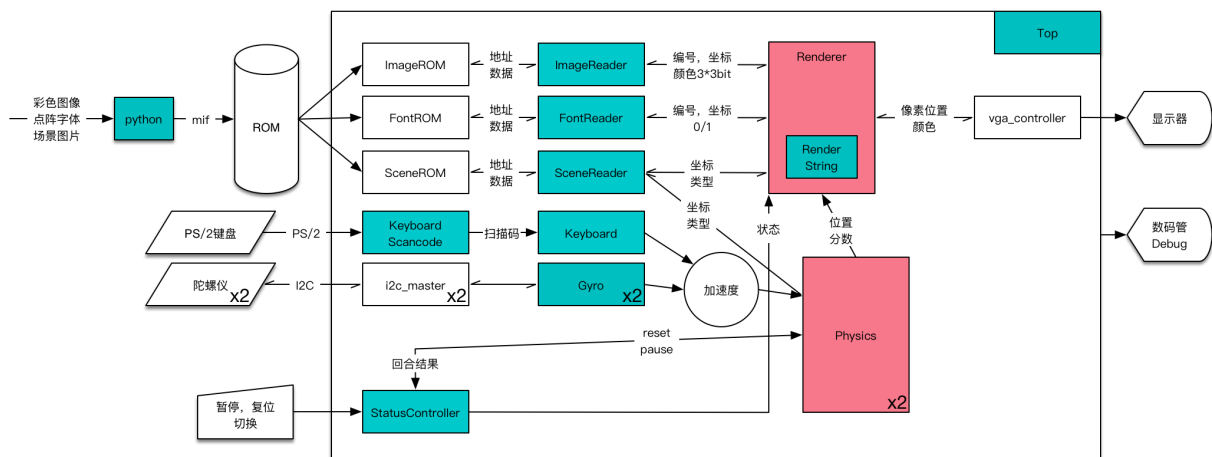 Top
彩色图像
点阵字体
场景图片
python
mif
ROM
ImageROM
地址
数据
ImageReader
编号，坐标
颜色3*3bit
Renderer
FontROM
地址
数据
FontReader
编号，坐标
0/1
像素位置
颜色
vga_controller
显示器
Render
String
SceneROM
地址
数据
SceneReader
坐标
类型
坐标
类型
状态
位置
分数
PS/2键盘
PS/2
Keyboard
Scancode
扫描码
Keyboard
数码管
Debug
陀螺仪
x2
I2C
i2c_master
x2
Gyro
x2
加速度
Physics
x2
reset
pause
回合结果
暂停，复位
切换
StatusController